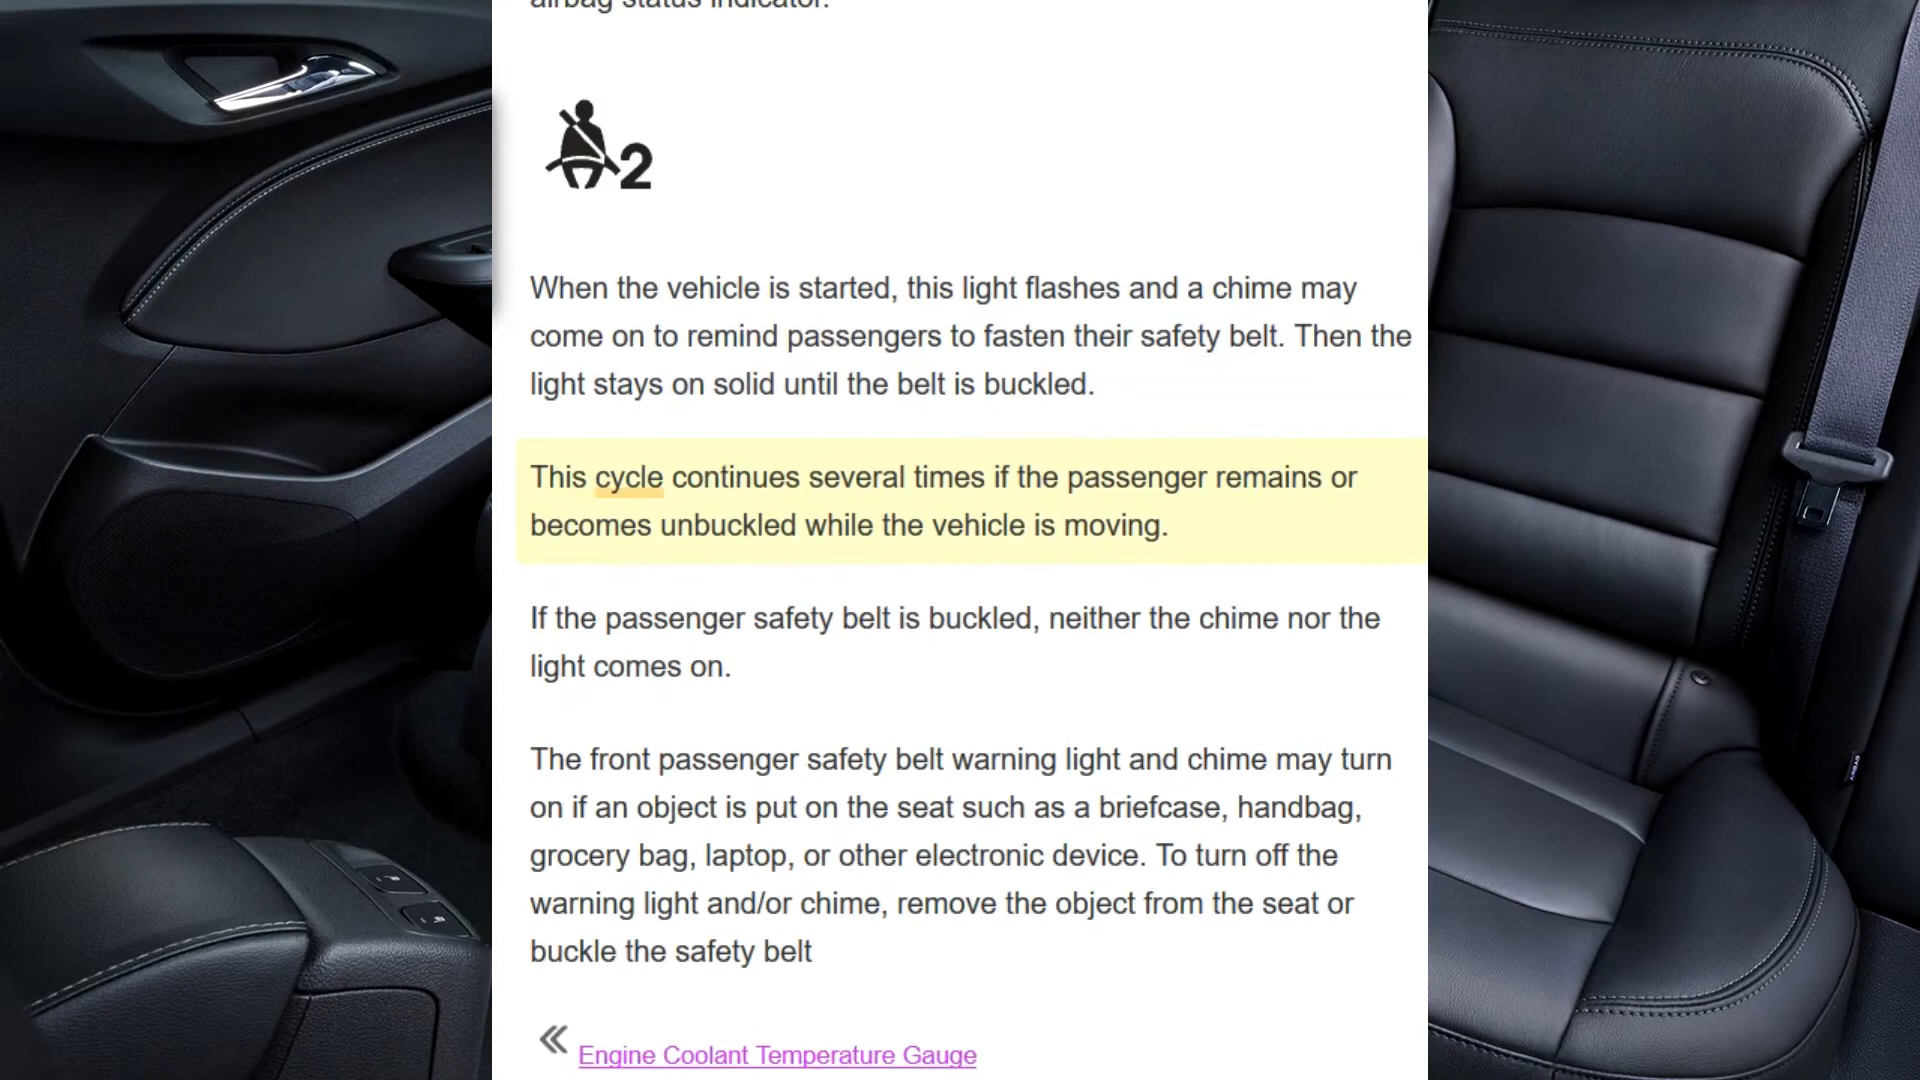 airbag status indicator.
2
When the vehicle is started, this light flashes and a chime may
come on to remind passengers to fasten their safety belt. Then the
light stays on solid until the belt is buckled.
This cycle continues several times if the passenger remains or
becomes unbuckled while the vehicle is moving.
If the passenger safety belt is buckled, neither the chime nor the
light comes on.
The front passenger safety belt warning light and chime may turn
on if an object is put on the seat such as a briefcase, handbag,
grocery bag, laptop, or other electronic device. To turn off the
warning light and/or chime, remove the object from the seat or
buckle the safety belt
Engine Coolant Temperature Gauge